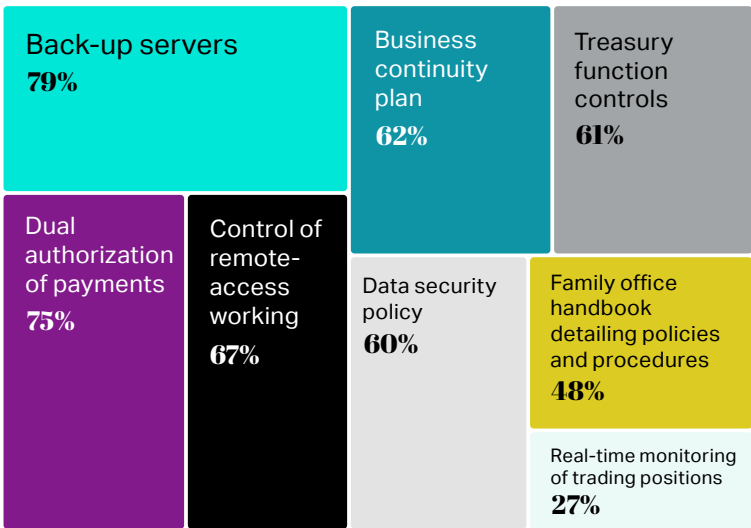 Back-up servers
79%
Business
continuity
plan
62%
Treasury
function
controls
61%
Dual
authorization
of payments
75%
Control of
remote-
access
working
67%
Data security
policy
60%
Family office
handbook
detailing policies
and procedures
48%
Real-time monitoring
of trading positions
27%